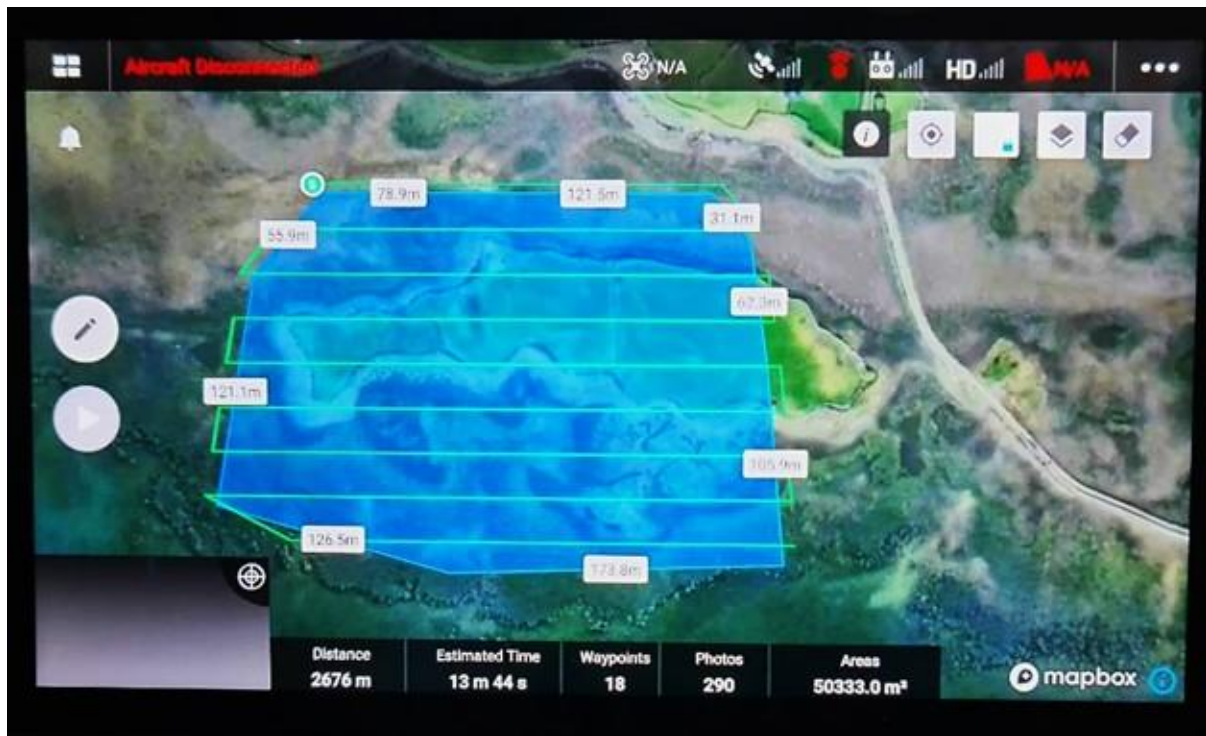 Aircraft Disconnected
N/A
HD
N/A
S
78.9m
121.5m
31.1m
55.9m
62.3m
121.1m
105.9m
126.5m
173.8m
Distance
2676 m
Estimated Time
13 m 44 s
Waypoints
18
Photos
290
Areas
50333.0 m²
mapbox